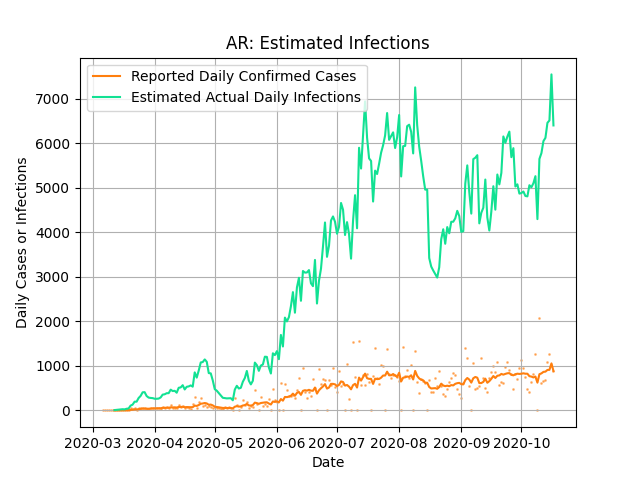 AR: Estimated Infections
Reported Daily Confirmed Cases
Estimated Actual Daily Infections
Daily Cases or Infections
7000
6000
5000
4000
3000
2000
1000
0
2020-03 2020-04 2020-05 2020-06 2020-07 2020-08 2020-09 2020-10
Date